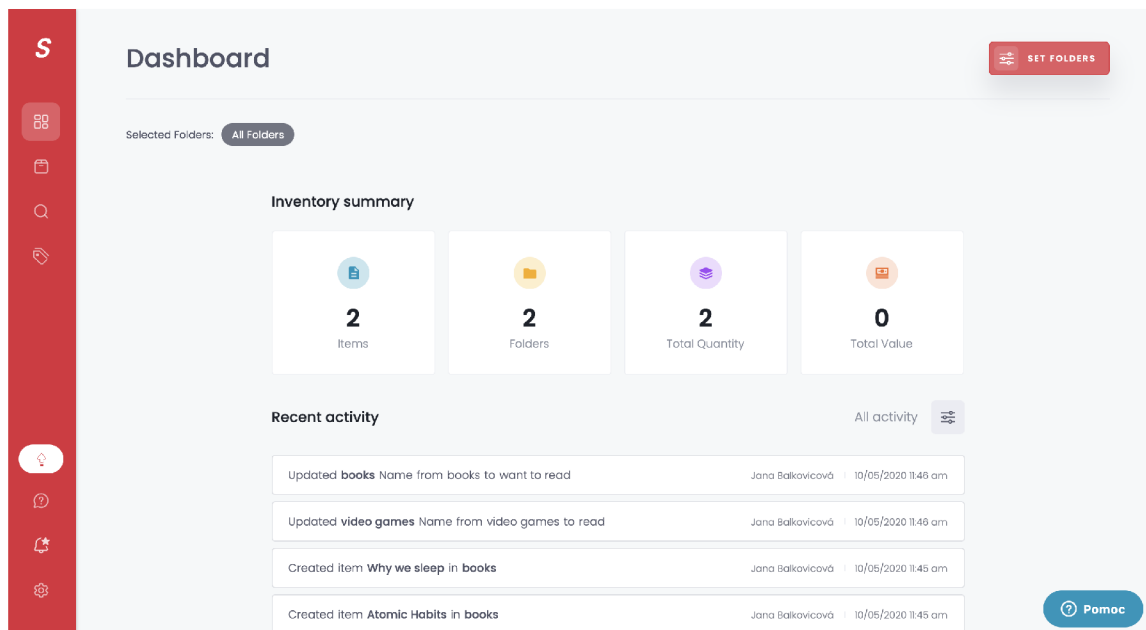 S
Dashboard
SET FOLDERS
Selected Folders: All Folders
Inventory summary
2
Items
2
Folders
2
Total Quantity
0
Total Value
Recent activity
All activity
Updated books Name from books to want to read Jana Balkovicová 10/05/2020 11:46 am
Updated video games Name from video games to read Jana Balkovicová 10/05/2020 11:46 am
Created item Why we sleep in books Jana Balkovicová 10/05/2020 11:45 am
Created item Atomic Habits in books Jana Balkovicová 10/05/2020 11:45 am
? Pomoc